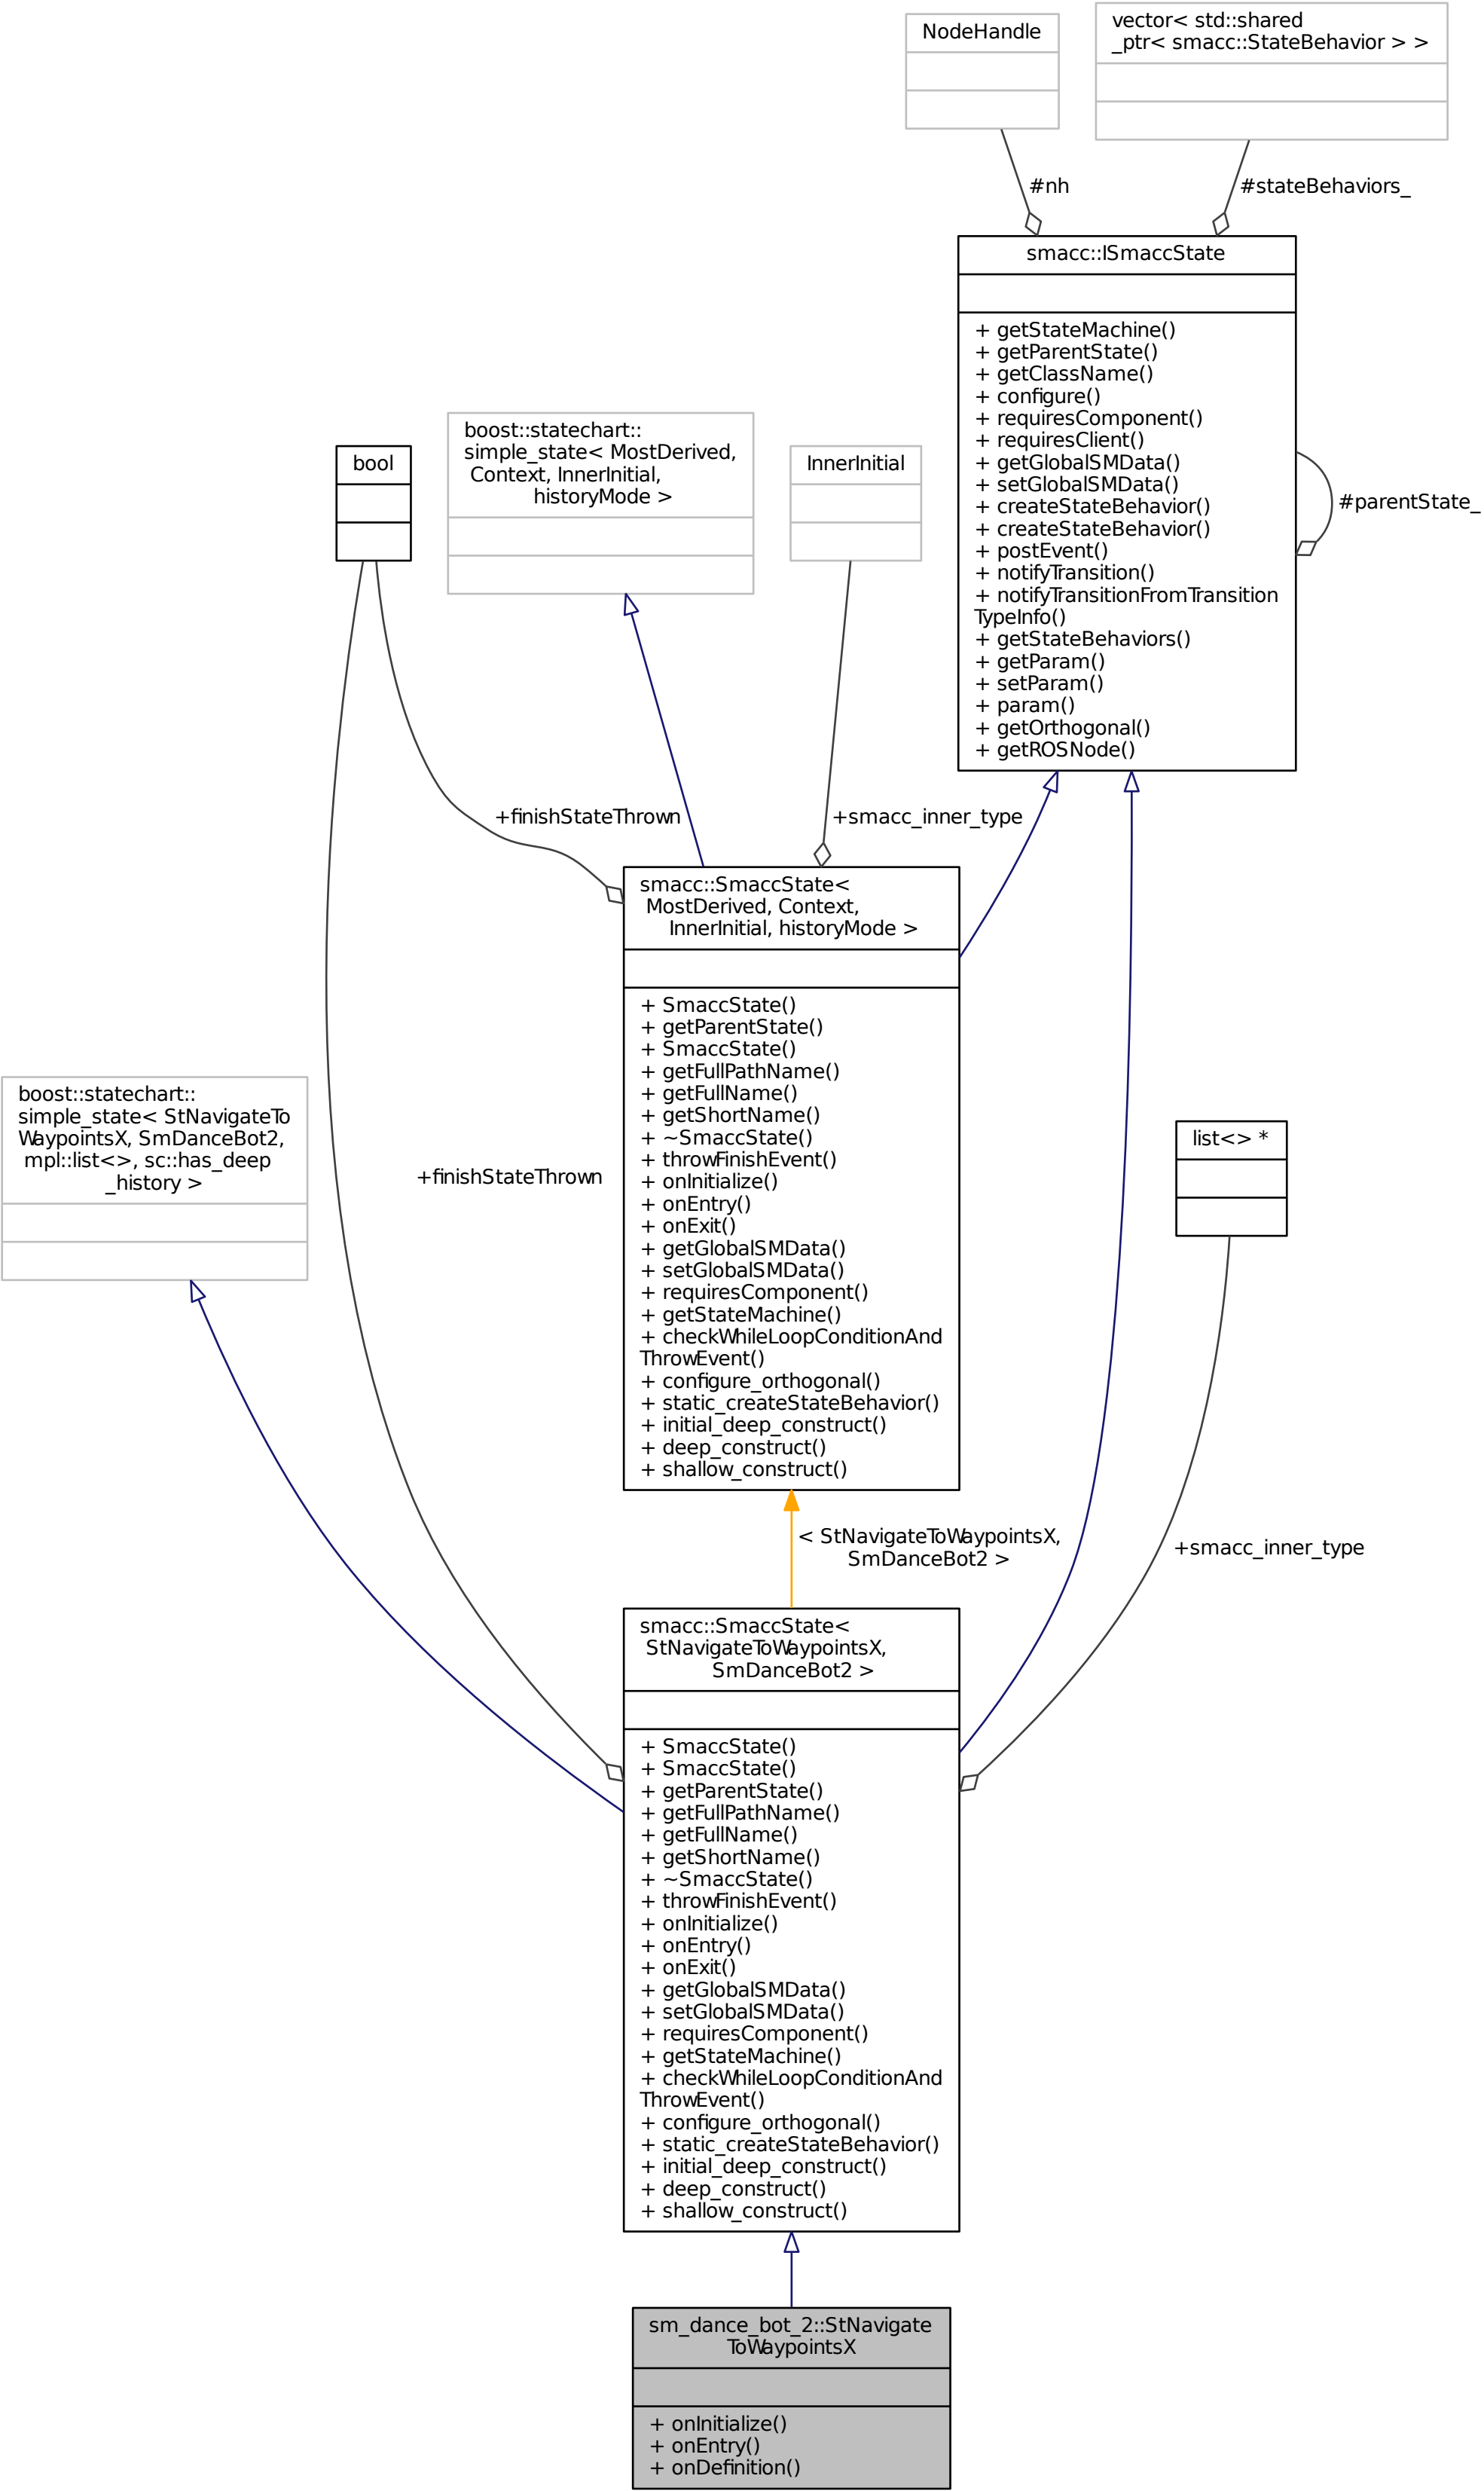 NodeHandle
vector< std::shared
_ptr< smacc::StateBehavior > >
#nh
#stateBehaviors_
smacc::ISmaccState
+ getStateMachine()
+ getParentState()
+ getClassName()
+ configure()
+ requiresComponent()
+ requiresClient()
+ getGlobalSMData()
+ setGlobalSMData()
+ createStateBehavior()
+ createStateBehavior()
+ postEvent()
+ notifyTransition()
+ notifyTransitionFromTransition
TypeInfo()
+ getStateBehaviors()
+ getParam()
+ setParam()
+ param()
+ getOrthogonal()
+ getROSNode()
#parentState_
bool
boost::statechart::
simple_state< MostDerived,
Context, InnerInitial,
historyMode >
InnerInitial
+finishStateThrown
+smacc_inner_type
smacc::SmaccState<
MostDerived, Context,
InnerInitial, historyMode >
+ SmaccState()
+ getParentState()
+ SmaccState()
+ getFullPathName()
+ getFullName()
+ getShortName()
+ ~SmaccState()
+ throwFinishEvent()
+ onInitialize()
+ onEntry()
+ onExit()
+ getGlobalSMData()
+ setGlobalSMData()
+ requiresComponent()
+ getStateMachine()
+ checkWhileLoopConditionAnd
ThrowEvent()
+ configure_orthogonal()
+ static_createStateBehavior()
+ initial_deep_construct()
+ deep_construct()
+ shallow_construct()
boost::statechart::
simple_state< StNavigateTo
WaypointsX, SmDanceBot2,
mpl::list<>, sc::has_deep
_history >
+finishStateThrown
list<> *
< StNavigateToWaypointsX,
SmDanceBot2 >
+smacc_inner_type
smacc::SmaccState<
StNavigateToWaypointsX,
SmDanceBot2 >
+ SmaccState()
+ SmaccState()
+ getParentState()
+ getFullPathName()
+ getFullName()
+ getShortName()
+ ~SmaccState()
+ throwFinishEvent()
+ onInitialize()
+ onEntry()
+ onExit()
+ getGlobalSMData()
+ setGlobalSMData()
+ requiresComponent()
+ getStateMachine()
+ checkWhileLoopConditionAnd
ThrowEvent()
+ configure_orthogonal()
+ static_createStateBehavior()
+ initial_deep_construct()
+ deep_construct()
+ shallow_construct()
sm_dance_bot_2::StNavigate
ToWaypointsX
+ onInitialize()
+ onEntry()
+ onDefinition()